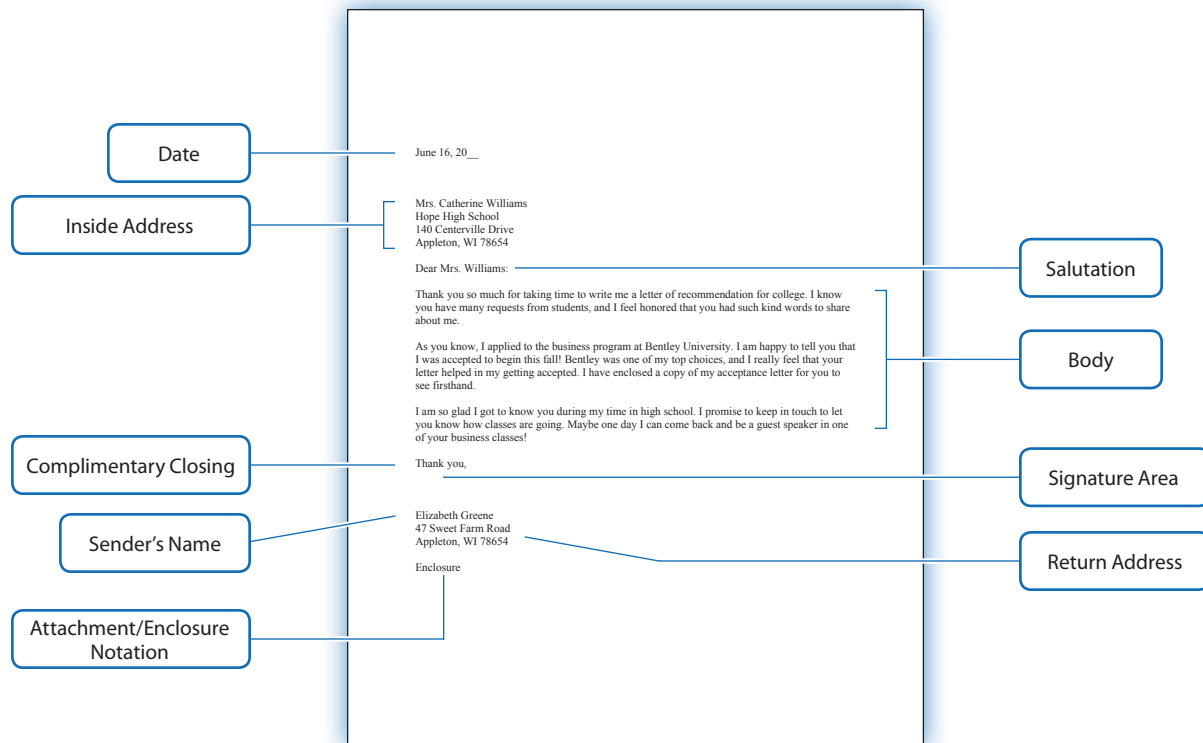 Date
June 16, 20__
Inside Address
Mrs. Catherine Williams
Hope High School
140 Centerville Drive
Appleton, WI 78654
Dear Mrs. Williams:
Salutation
Thank you so much for taking time to write me a letter of recommendation for college. I know
you have many requests from students, and I feel honored that you had such kind words to share
about me.
As you know, I applied to the business program at Bentley University. I am happy to tell you that
I was accepted to begin this fall! Bentley was one of my top choices, and I really feel that your
letter helped in my getting accepted. I have enclosed a copy of my acceptance letter for you to
see firsthand.
Body
I am so glad I got to know you during my time in high school. I promise to keep in touch to let
you know how classes are going. Maybe one day I can come back and be a guest speaker in one
of your business classes!
Complimentary Closing
Thank you,
Signature Area
Sender's Name
Elizabeth Greene
47 Sweet Farm Road
Appleton, WI 78654
Return Address
Enclosure
Attachment/Enclosure
Notation